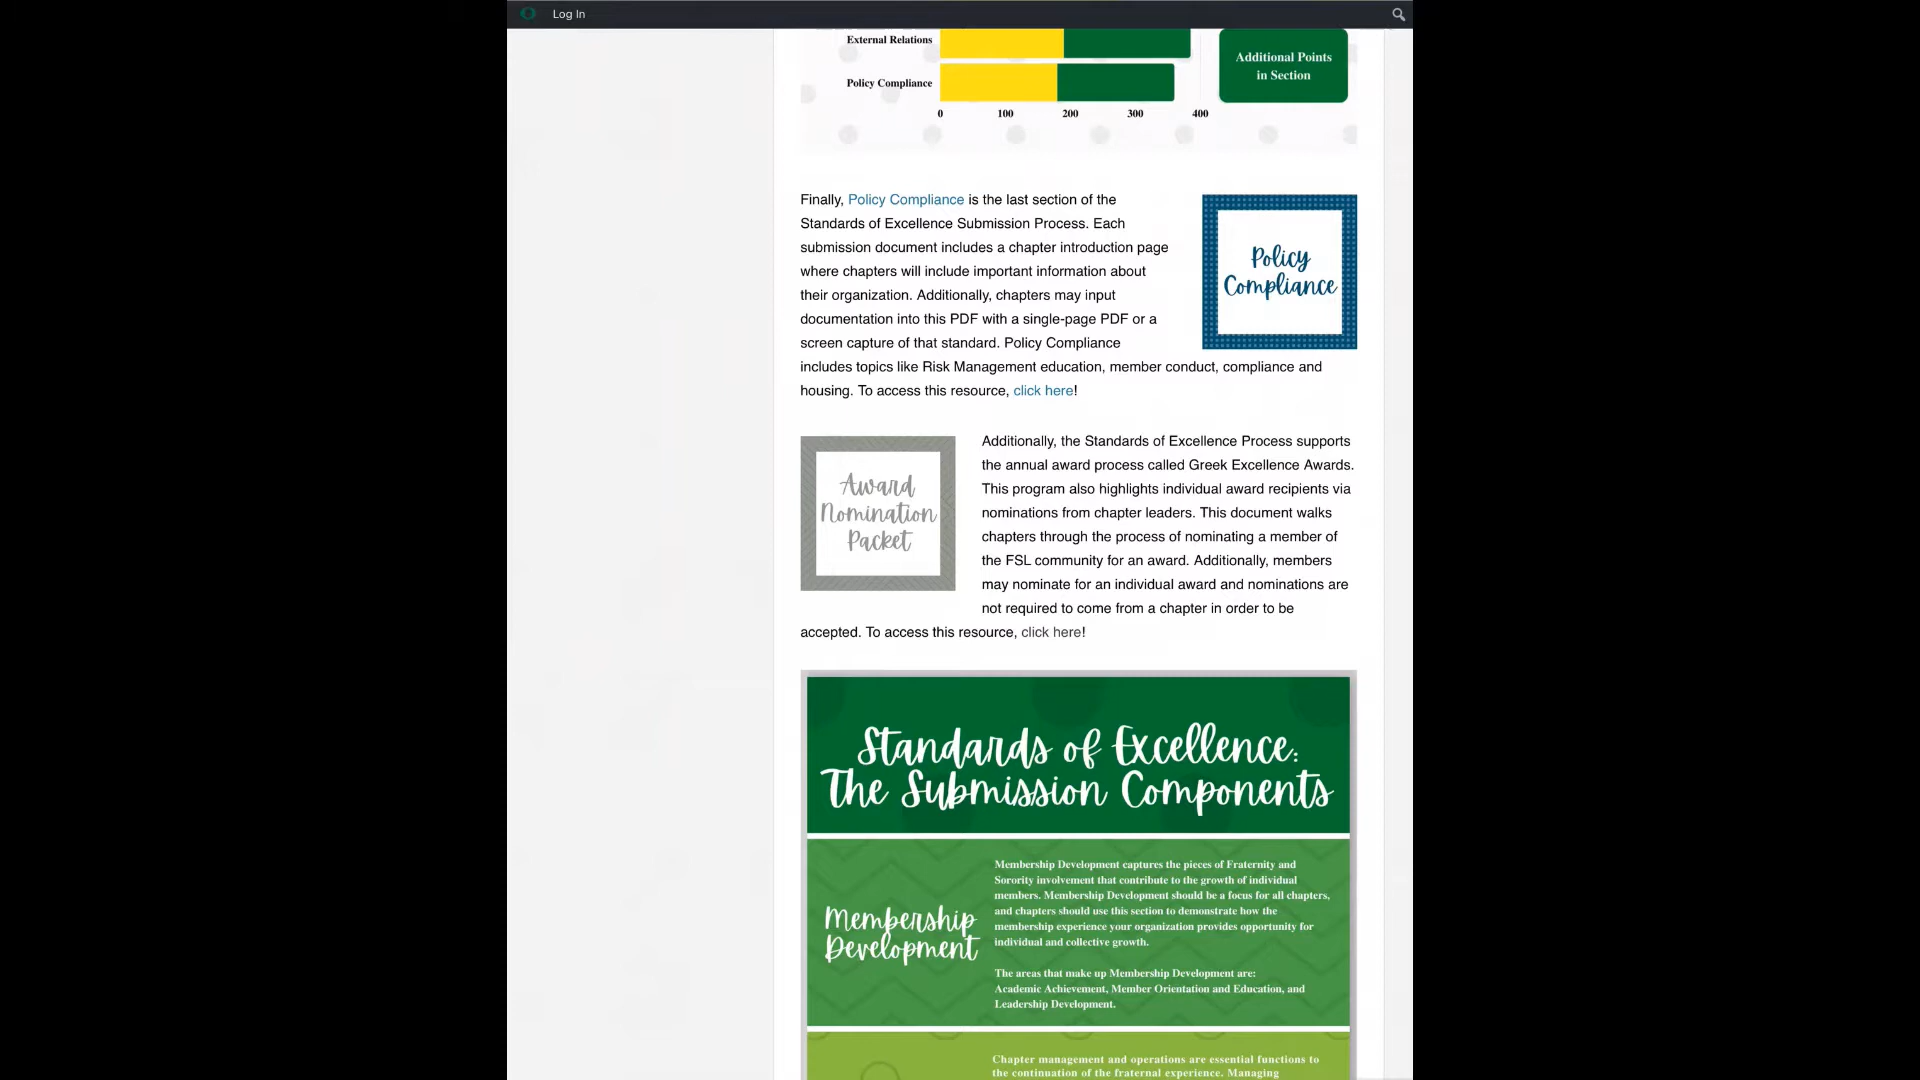 Log In
External Relations
Additional Points
in Section
Policy Compliance
0 100 200 300 400
Finally, Policy Compliance is the last section of the
Standards of Excellence Submission Process. Each
submission document includes a chapter introduction page
where chapters will include important information about
their organization. Additionally, chapters may input
documentation into this PDF with a single-page PDF or a
screen capture of that standard. Policy Compliance
includes topics like Risk Management education, member conduct, compliance and
housing. To access this resource, click here!
Policy
Compliance
Award
Nomination
Packet
Additionally, the Standards of Excellence Process supports
the annual award process called Greek Excellence Awards.
This program also highlights individual award recipients via
nominations from chapter leaders. This document walks
chapters through the process of nominating a member of
the FSL community for an award. Additionally, members
may nominate for an individual award and nominations are
not required to come from a chapter in order to be
accepted. To access this resource, click here!
Standards of Excellence:
The Submission Components
Membership
Development
Membership Development captures the pieces of Fraternity and
Sorority involvement that contribute to the growth of individual
members. Membership Development should be a focus for all chapters,
and chapters should use this section to demonstrate how the
membership experience your organization provides opportunity for
individual and collective growth.
The areas that make up Membership Development are:
Academic Achievement, Member Orientation and Education, and
Leadership Development.
Chapter management and operations are essential functions to
the continuation of the fraternal experience. Managing